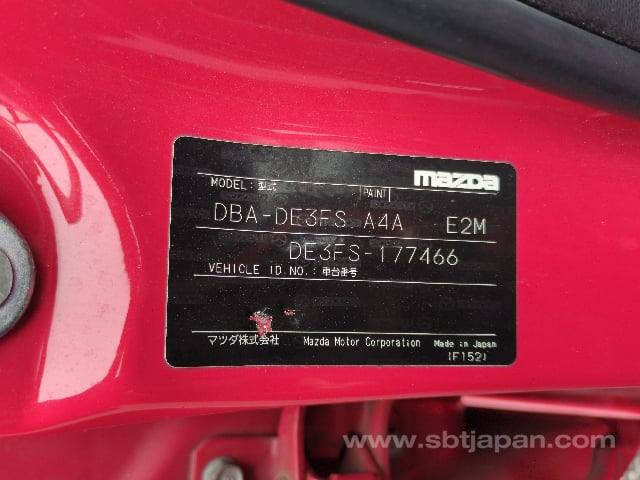 mazda
MODEL: 型式 PAINT
DBA-DE3FS A4A E2M
DE3FS-177466
VEHICLE ID NO.: 車台番号
マツダ株式会社 Mazda Motor Corporation Made in Japan
(F152)
www.sbtjapan.com